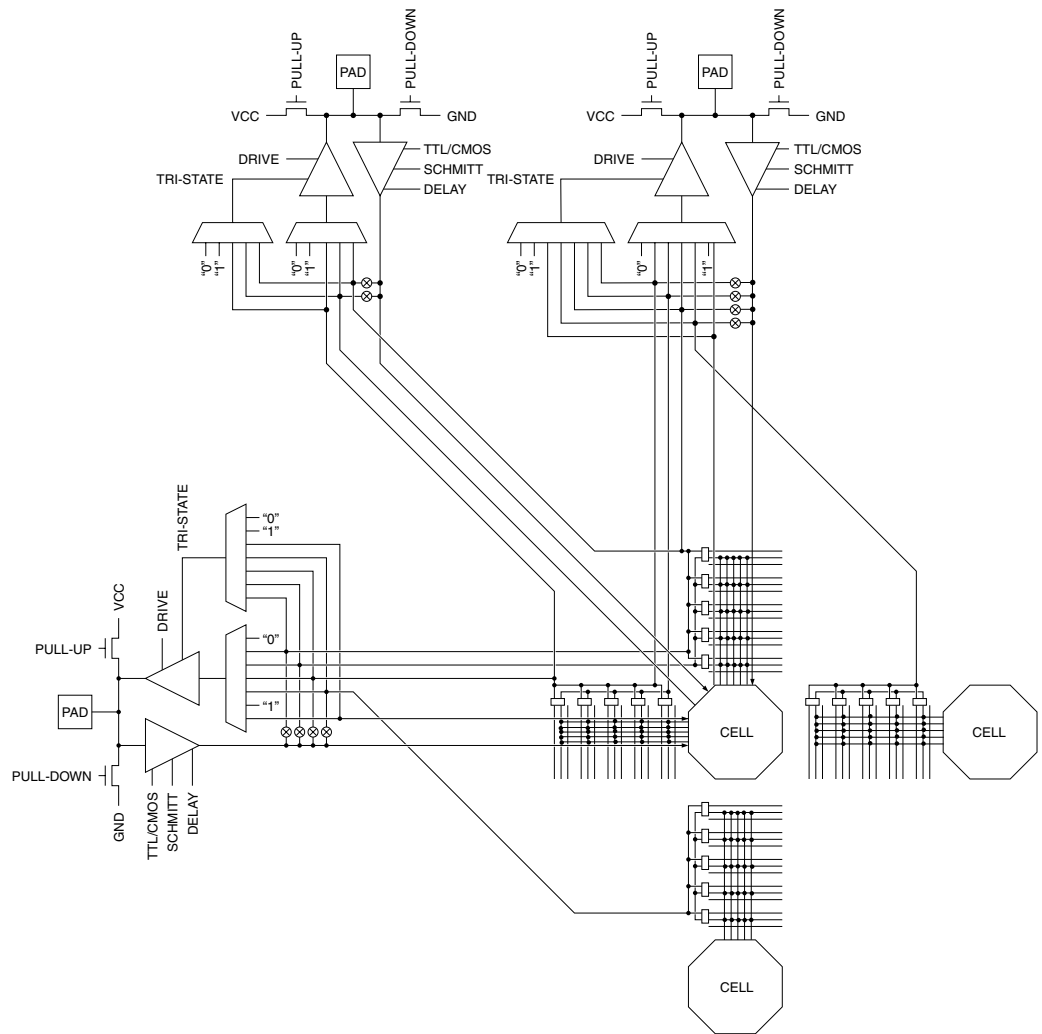 PULL-UP
PULL-DOWN
PAD
VCC
GND
DRIVE
TTL/CMOS
SCHMITT
TRI-STATE
DELAY
“0”
“1”
“0”
“1”
PULL-UP
PULL-DOWN
PAD
VCC
GND
DRIVE
TTL/CMOS
SCHMITT
TRI-STATE
DELAY
“0”
“1”
“0”
“1”
TRI-STATE
“0”
“1”
VCC
DRIVE
PULL-UP
“0”
PAD
“1”
PULL-DOWN
GND
TTL/CMOS
SCHMITT
DELAY
CELL
CELL
CELL